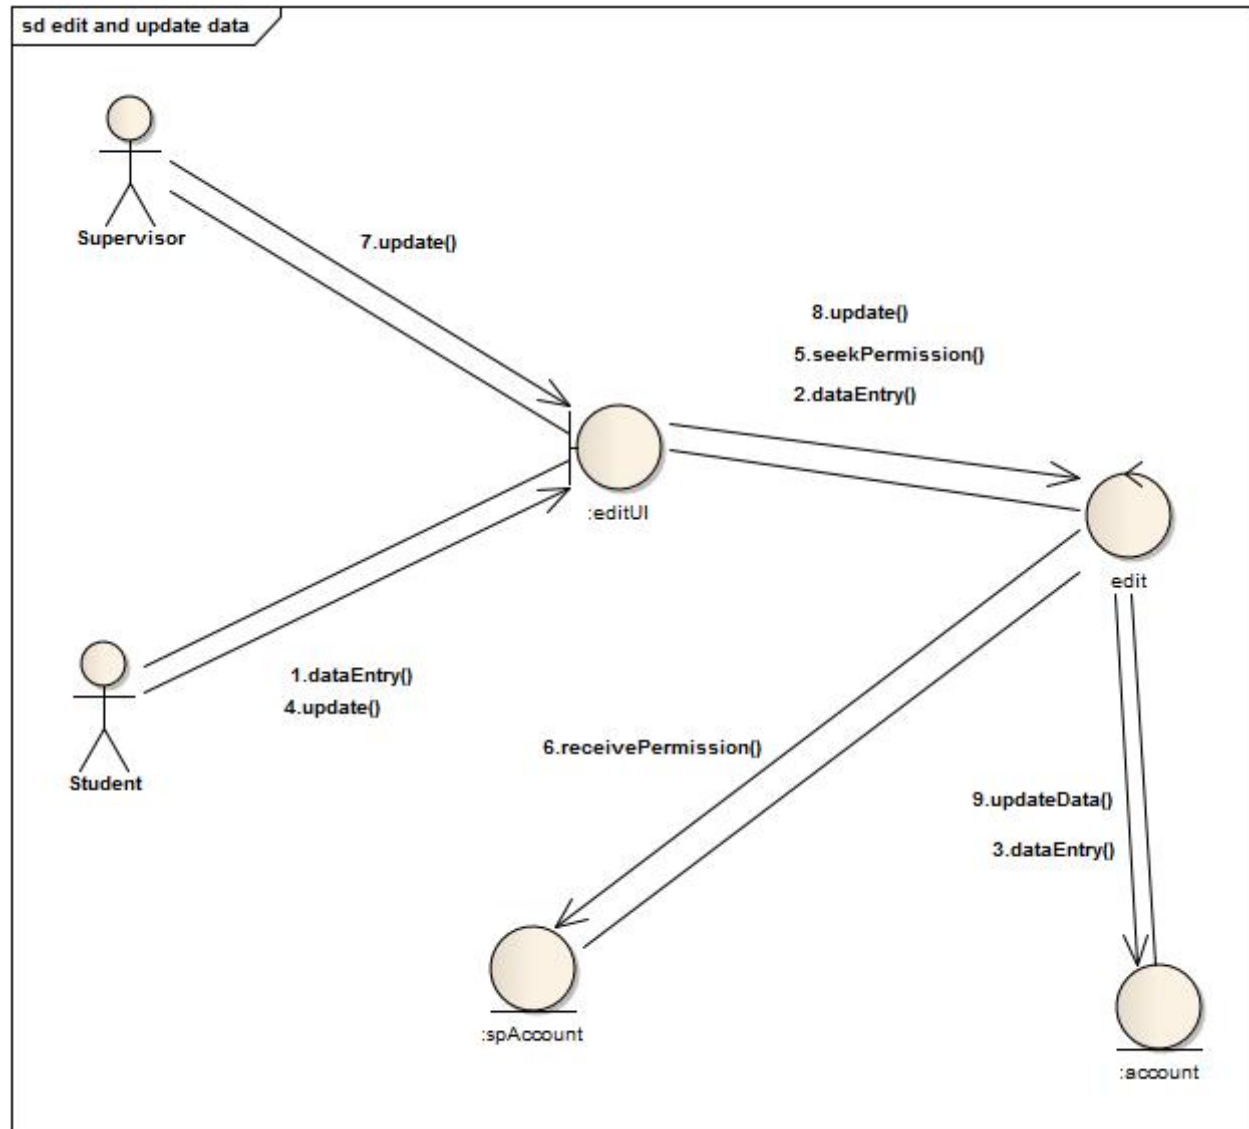 sd edit and update data
Supervisor
7.update()
8.update()
5.seekPermission()
2.dataEntry()
:editUI
edit
1.dataEntry()
4.update()
Student
6.receivePermission()
9.updateData()
3.dataEntry()
:spAccount
:account